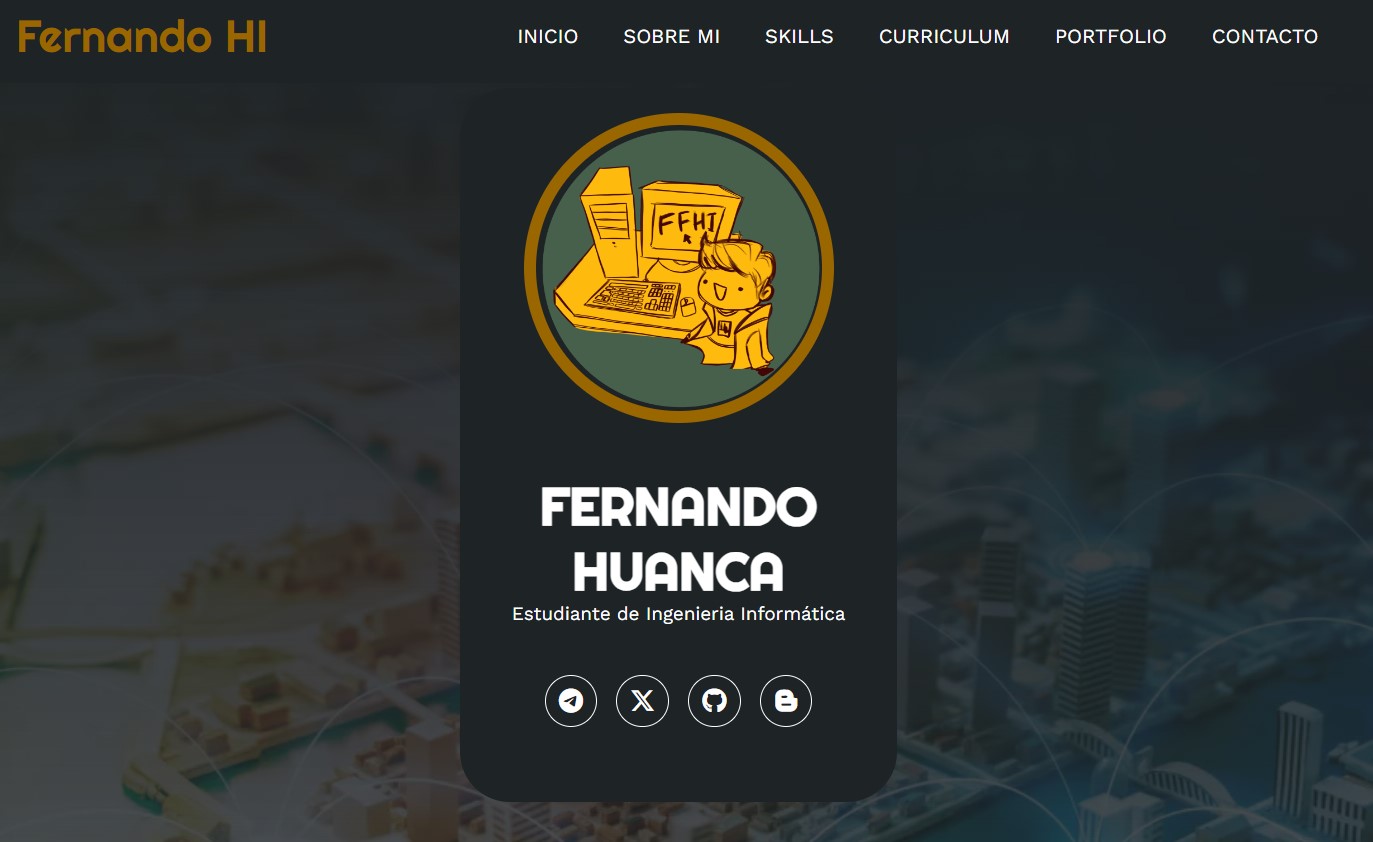 Fernando HI
INICIO SOBRE MI SKILLS CURRICULUM PORTFOLIO CONTACTO
FFHI
FERNANDO
HUANCA
Estudiante de Ingenieria Informática